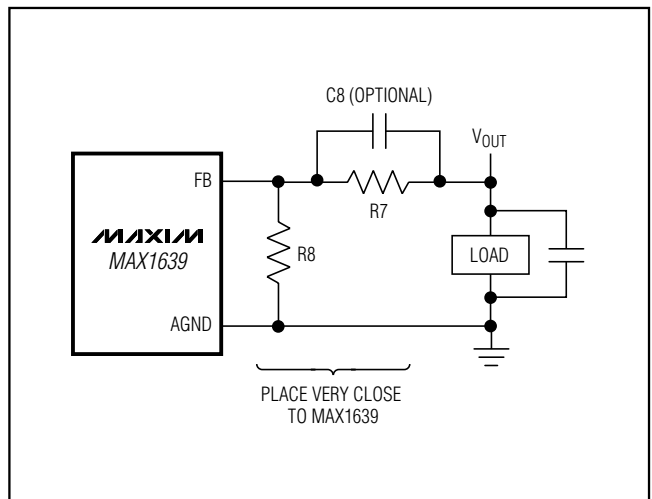 C8 (OPTIONAL)
VOUT
FB
R7
MAXIM
MAX1639
R8
LOAD
AGND
PLACE VERY CLOSE
TO MAX1639